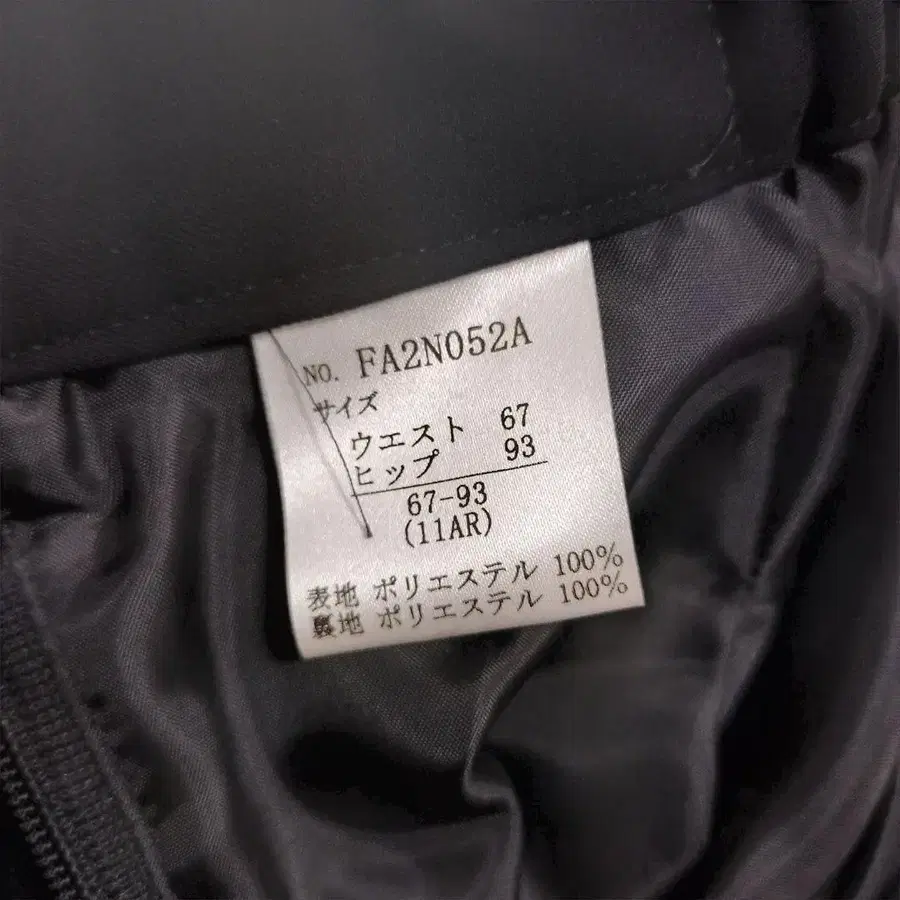 NO. FA2N052A
サイズ
ウエスト 67
ヒップ 93
67-93
(11AR)
表地 ポリエステル 100%
裏地 ポリエステル 100%